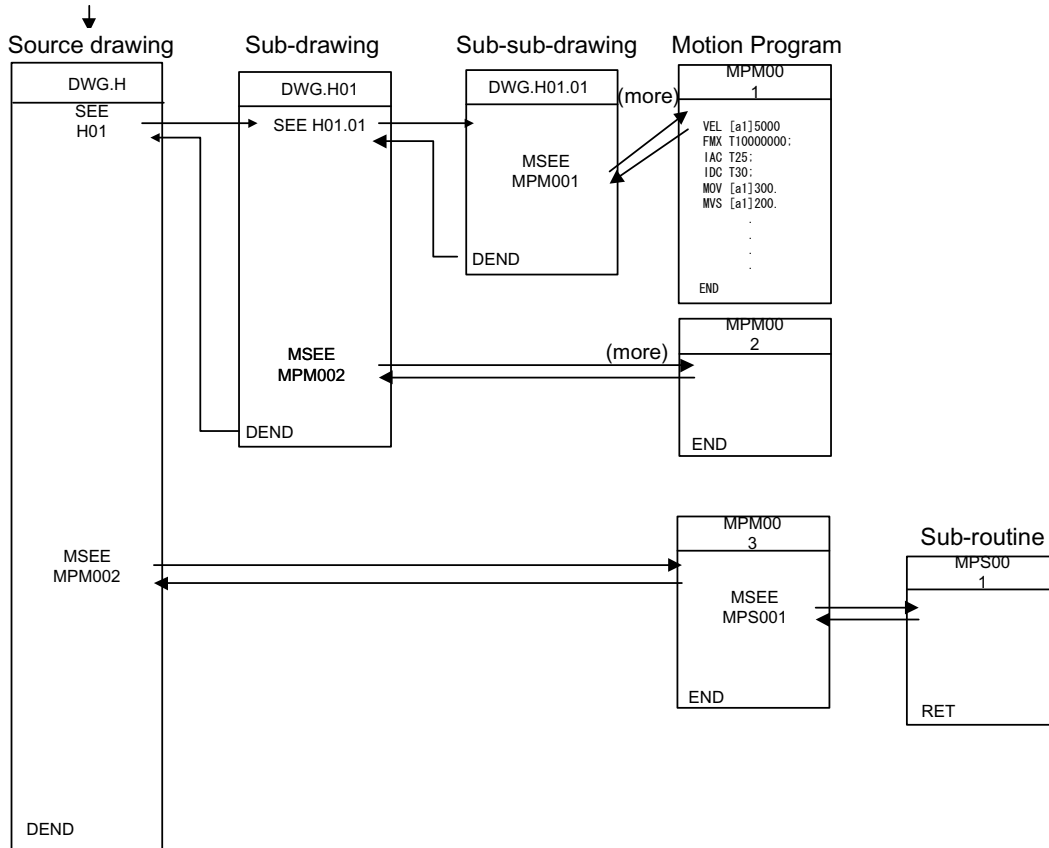 Source drawing
DWG.H
SEE
H01
MSEE
MPM002
DEND
Sub-drawing
DWG.H01
SEE H01.01
MSEE
MPM002
DEND
Sub-sub-drawing
DWG.H01.01
MSEE
MPM001
DEND
(more)
(more)
Motion Program
MPM00
1
VEL [a1]5000
FMX T10000000;
IAC T25;
IDC T30;
MOV [a1]300.
MVS [a1]200.
.
.
.
.
END
MPM00
2
END
MPM00
3
MSEE
MPS001
END
Sub-routine
MPS00
1
RET